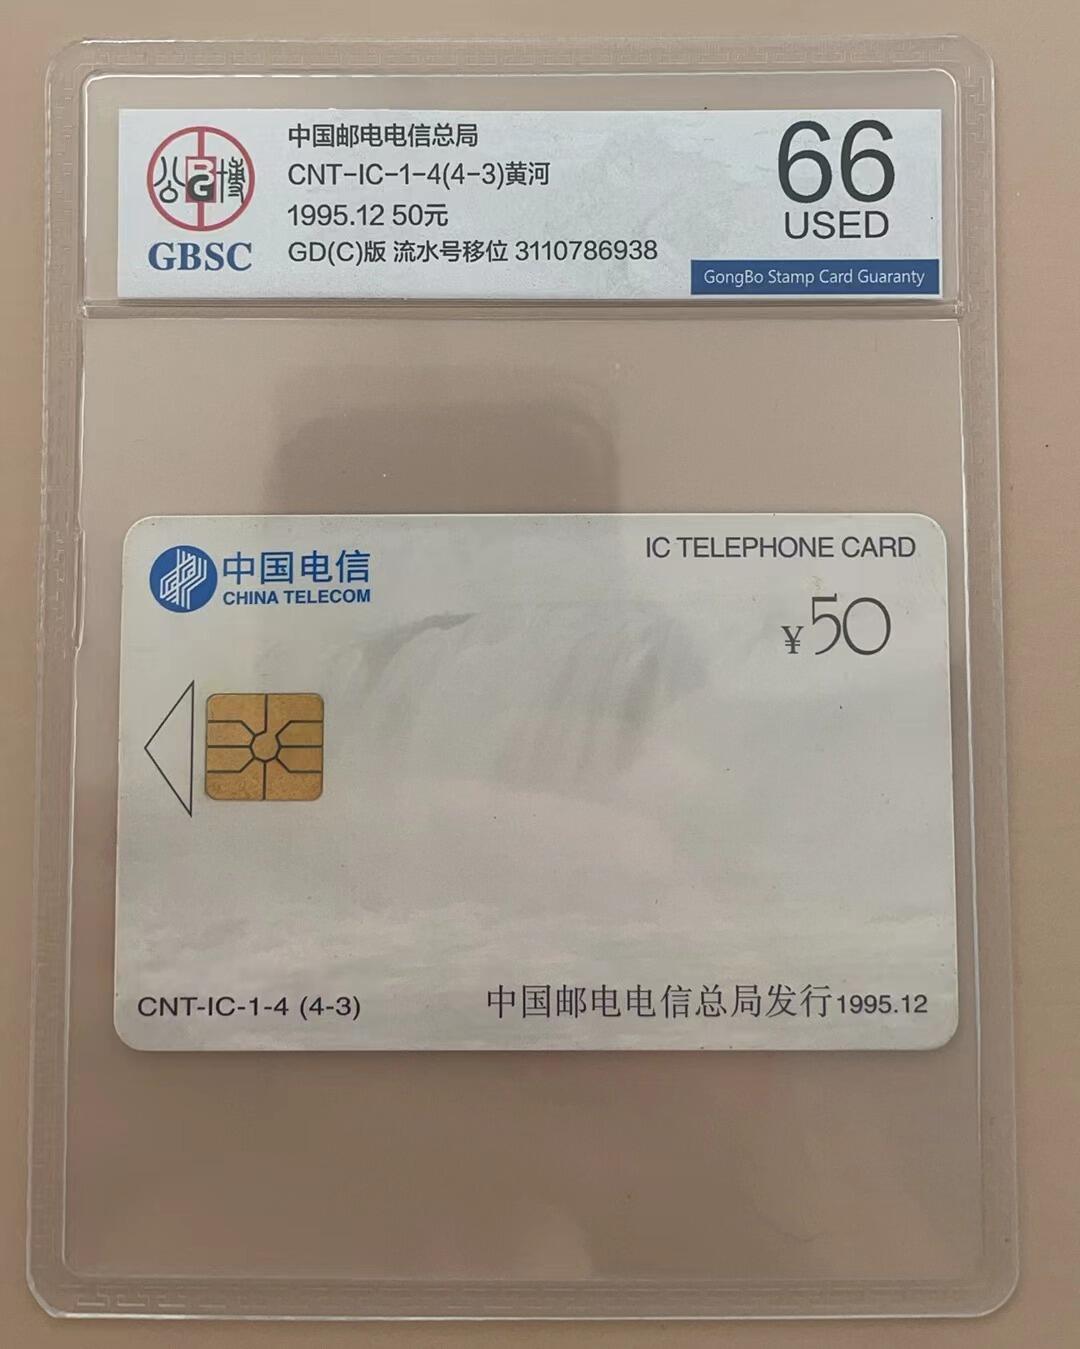 公博
BG
GBSC
中国邮电电信总局
CNT-IC-1-4(4-3)黄河
1995.12 50元
GD(C)版 流水号移位 3110786938
66
USED
GongBo Stamp Card Guaranty
中国电信
CHINA TELECOM
IC TELEPHONE CARD
¥50
CNT-IC-1-4 (4-3)
中国邮电电信总局发行1995.12